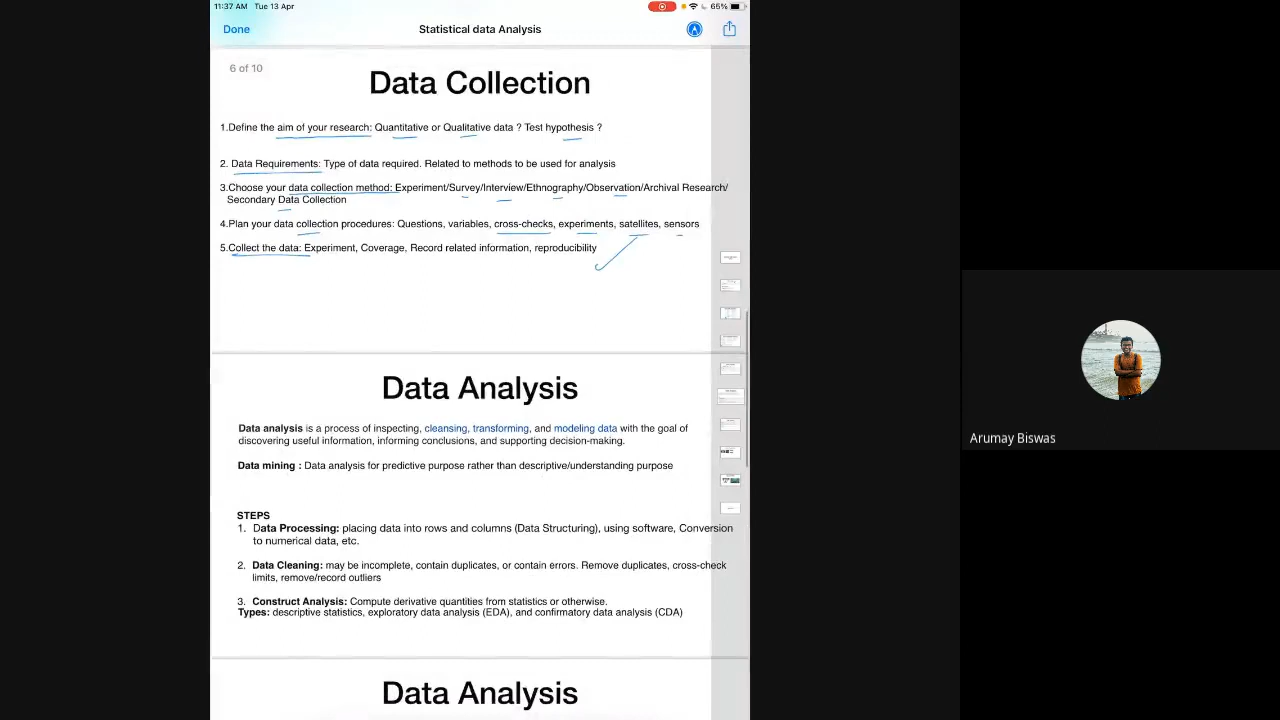 11:37 AM Tue 13 Apr
65%
Done
Statistical data Analysis
6 of 10
Data Collection
1.Define the aim of your research: Quantitative or Qualitative data ? Test hypothesis ?
2. Data Requirements: Type of data required. Related to methods to be used for analysis
3.Choose your data collection method: Experiment/Survey/Interview/Ethnography/Observation/Archival Research/
Secondary Data Collection
4.Plan your data collection procedures: Questions, variables, cross-checks, experiments, satellites, sensors
5.Collect the data: Experiment, Coverage, Record related information, reproducibility
Data Analysis
Data analysis is a process of inspecting, cleansing, transforming, and modeling data with the goal of
discovering useful information, informing conclusions, and supporting decision-making.
Data mining : Data analysis for predictive purpose rather than descriptive/understanding purpose
STEPS
1. Data Processing: placing data into rows and columns (Data Structuring), using software, Conversion
to numerical data, etc.
2. Data Cleaning: may be incomplete, contain duplicates, or contain errors. Remove duplicates, cross-check
limits, remove/record outliers
3. Construct Analysis: Compute derivative quantities from statistics or otherwise.
Types: descriptive statistics, exploratory data analysis (EDA), and confirmatory data analysis (CDA)
Data Analysis
Arumay Biswas